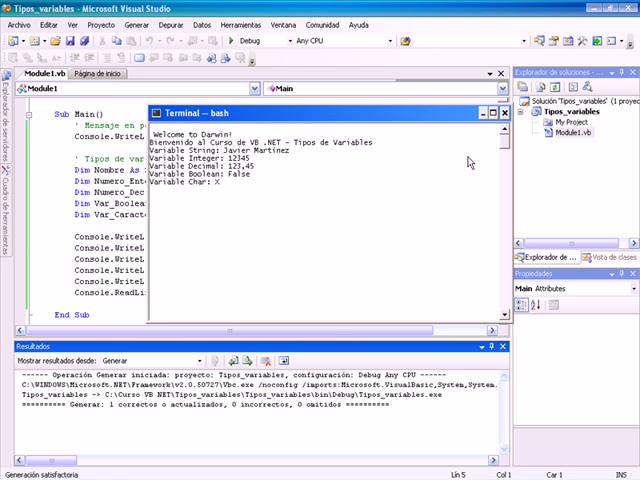 Tipos_variables - Microsoft Visual Studio
Archivo Editar Ver Proyecto Generar Depurar Datos Herramientas Ventana Comunidad Ayuda
Debug Any CPU
Module1.vb Página de inicio
Module1 Main
Sub Main()
' Mensaje en pa
Console.WriteL
' Tipos de var
Dim Nombre As S
Dim Numero_Ente
Dim Numero_Dec
Dim Var_Boolean
Dim Var_Caracte
Console.WriteL
Console.WriteL
Console.WriteL
Console.WriteL
Console.WriteL
Console.ReadLi
End Sub
Terminal — bash
Welcome to Darwin!
Bienvenido al Curso de VB .NET - Tipos de Variables
Variable String: Javier Martínez
Variable Integer: 12345
Variable Decimal: 123,45
Variable Boolean: False
Variable Char: X
Explorador de servidores
Cuadro de herramientas
Explorador de soluciones - ...
Solución 'Tipos_variables' (1 proyec
Tipos_variables
My Project
Module1.vb
Explorador de ... Vista de clases
Propiedades
Main Attributes
Resultados
Mostrar resultados desde: Generar
------ Operación Generar iniciada: proyecto: Tipos_variables, configuración: Debug Any CPU ------
C:\WINDOWS\Microsoft.NET\Framework\v2.0.50727\Vbc.exe /noconfig /imports:Microsoft.VisualBasic,System,System.
Tipos_variables -> C:\Curso VB NET\Tipos_variables\Tipos_variables\bin\Debug\Tipos_variables.exe
========== Generar: 1 correctos o actualizados, 0 incorrectos, 0 omitidos ==========
Generación satisfactoria Lín 5 Col 1 Car 1 INS